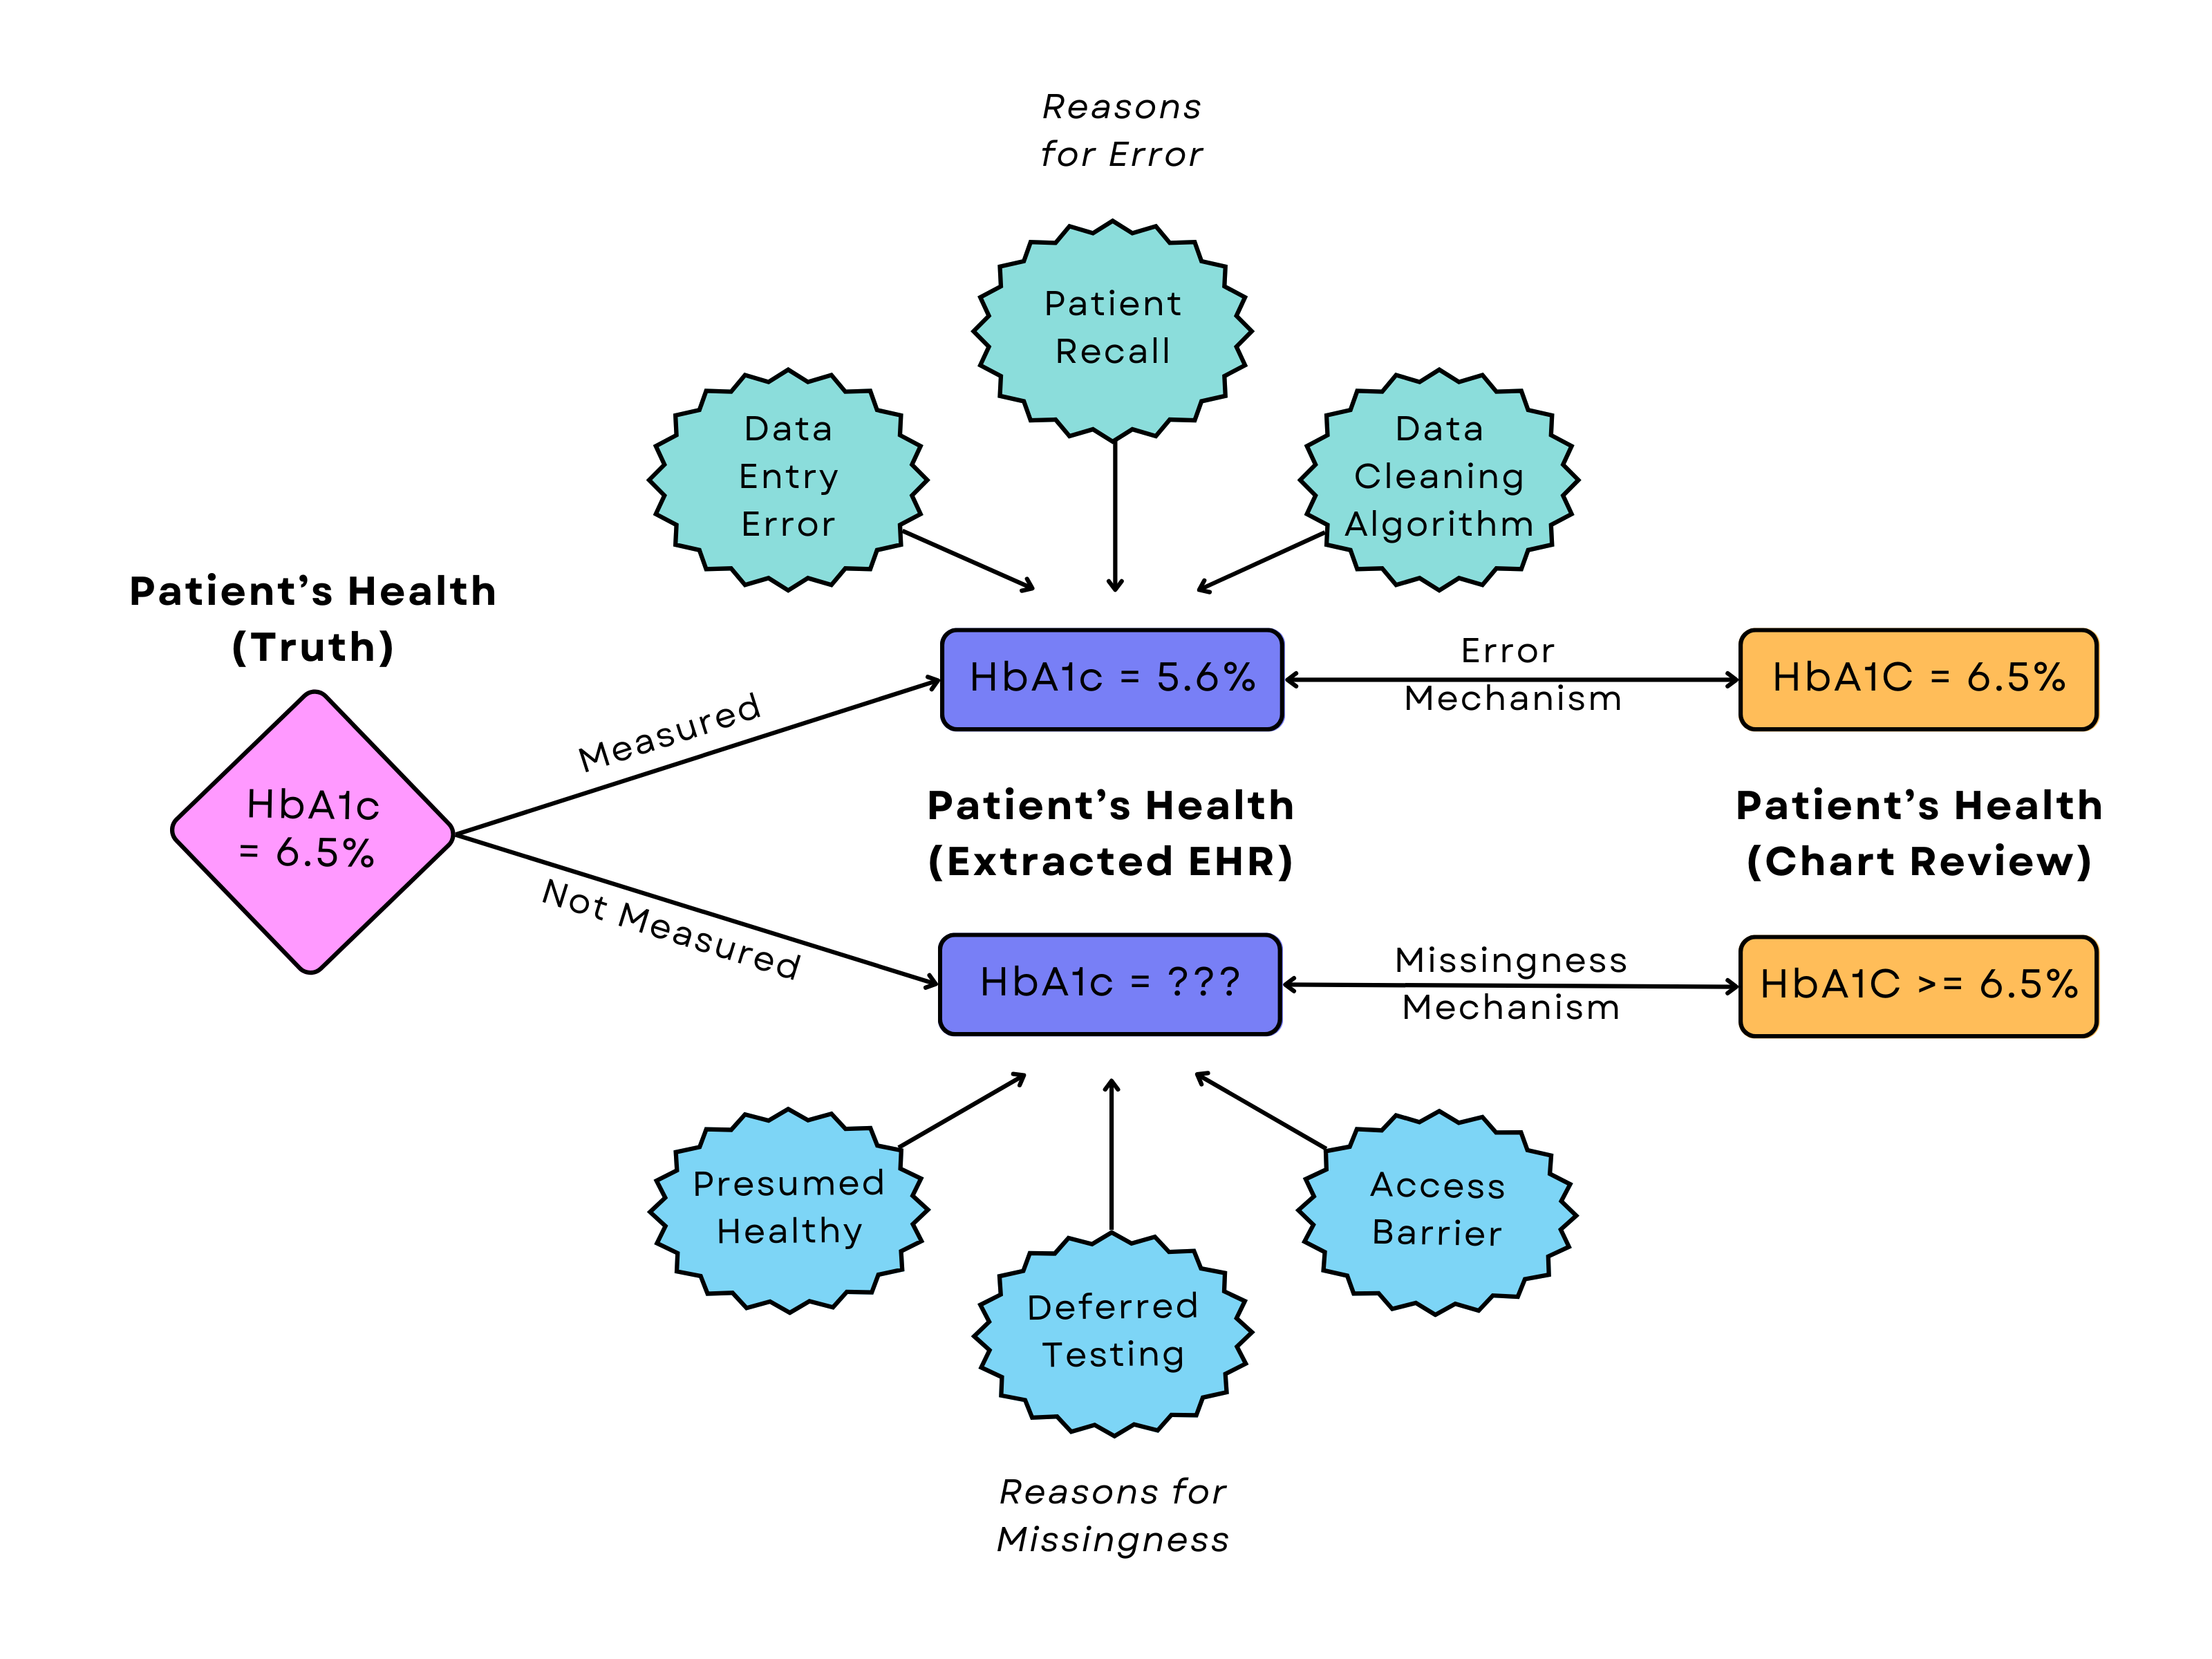 Reasons
for Error
Patient
Recall
Data
Entry
Error
Data
Cleaning
Algorithm
Patient’s Health
(Truth)
HbA1c
= 6.5%
Measured
Not Measured
HbA1c = 5.6%
Error
Mechanism
HbA1C = 6.5%
Patient’s Health
(Extracted EHR)
Patient’s Health
(Chart Review)
HbA1c = ???
Missingness
Mechanism
HbA1C >= 6.5%
Presumed
Healthy
Deferred
Testing
Access
Barrier
Reasons for
Missingness